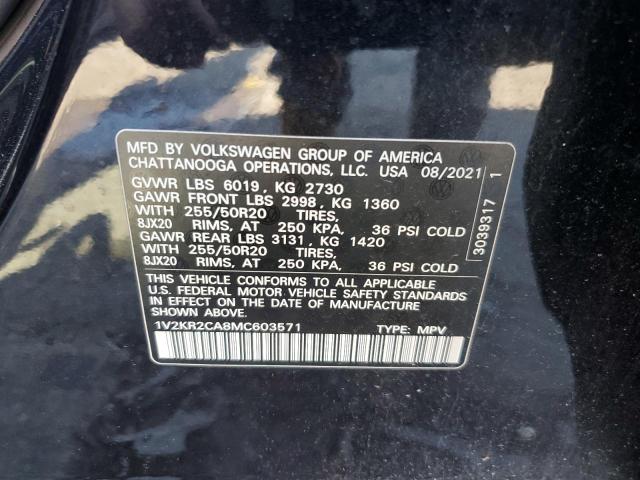 MFD BY VOLKSWAGEN GROUP OF AMERICA
CHATTANOOGA OPERATIONS, LLC. USA 08/2021
GVWR LBS 6019, KG 2730
GAWR FRONT LBS 2998, KG 1360
WITH 255/50R20 TIRES,
8JX20 RIMS, AT 250 KPA, 36 PSI COLD
GAWR REAR LBS 3131, KG 1420
WITH 255/50R20 TIRES,
8JX20 RIMS, AT 250 KPA, 36 PSI COLD
THIS VEHICLE CONFORMS TO ALL APPLICABLE
U.S. FEDERAL MOTOR VEHICLE SAFETY STANDARDS
IN EFFECT ON THE DATE OF MANUFACTURE
SHOWN ABOVE.
1V2KR2CA8MC603571 TYPE: MPV
3039317 1